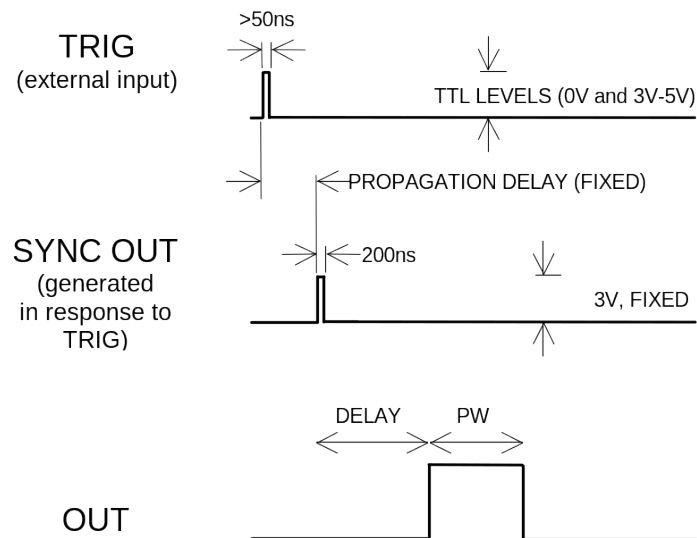 >50ns
TRIG
(external input)
TTL LEVELS (0V and 3V-5V)
PROPAGATION DELAY (FIXED)
SYNC OUT
(generated
in response to
TRIG)
200ns
3V, FIXED
DELAY
PW
OUT